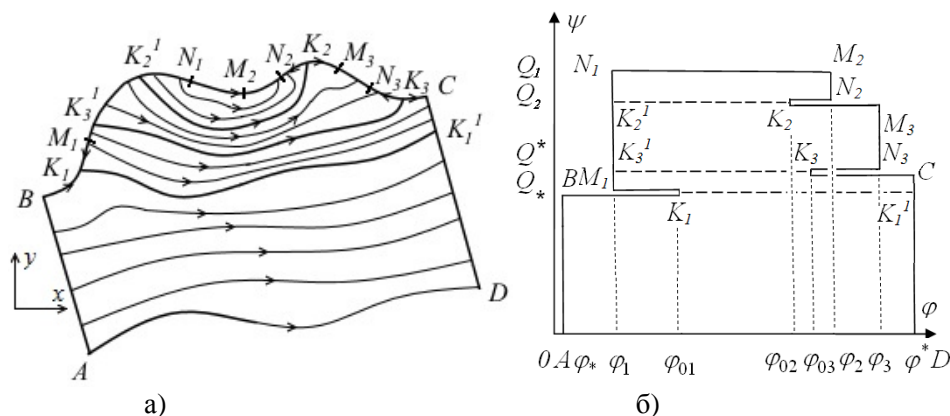 K₂¹ N₁ M₂ N₂ K₂ M₃ N₃ K₃ C
K₃¹
M₁
K₁
K₁¹
B
y
x
D
A
а)
ψ
Q₁ N₁ M₂
Q₂ N₂
K₂¹ K₂
M₃
Q* K₃¹ K₃ N₃
Q* B M₁ C
K₁ K₁¹
φ
0 A φ* φ₁ φ₀₁ φ₀₂ φ₀₃ φ₂ φ₃ φ* D
б)